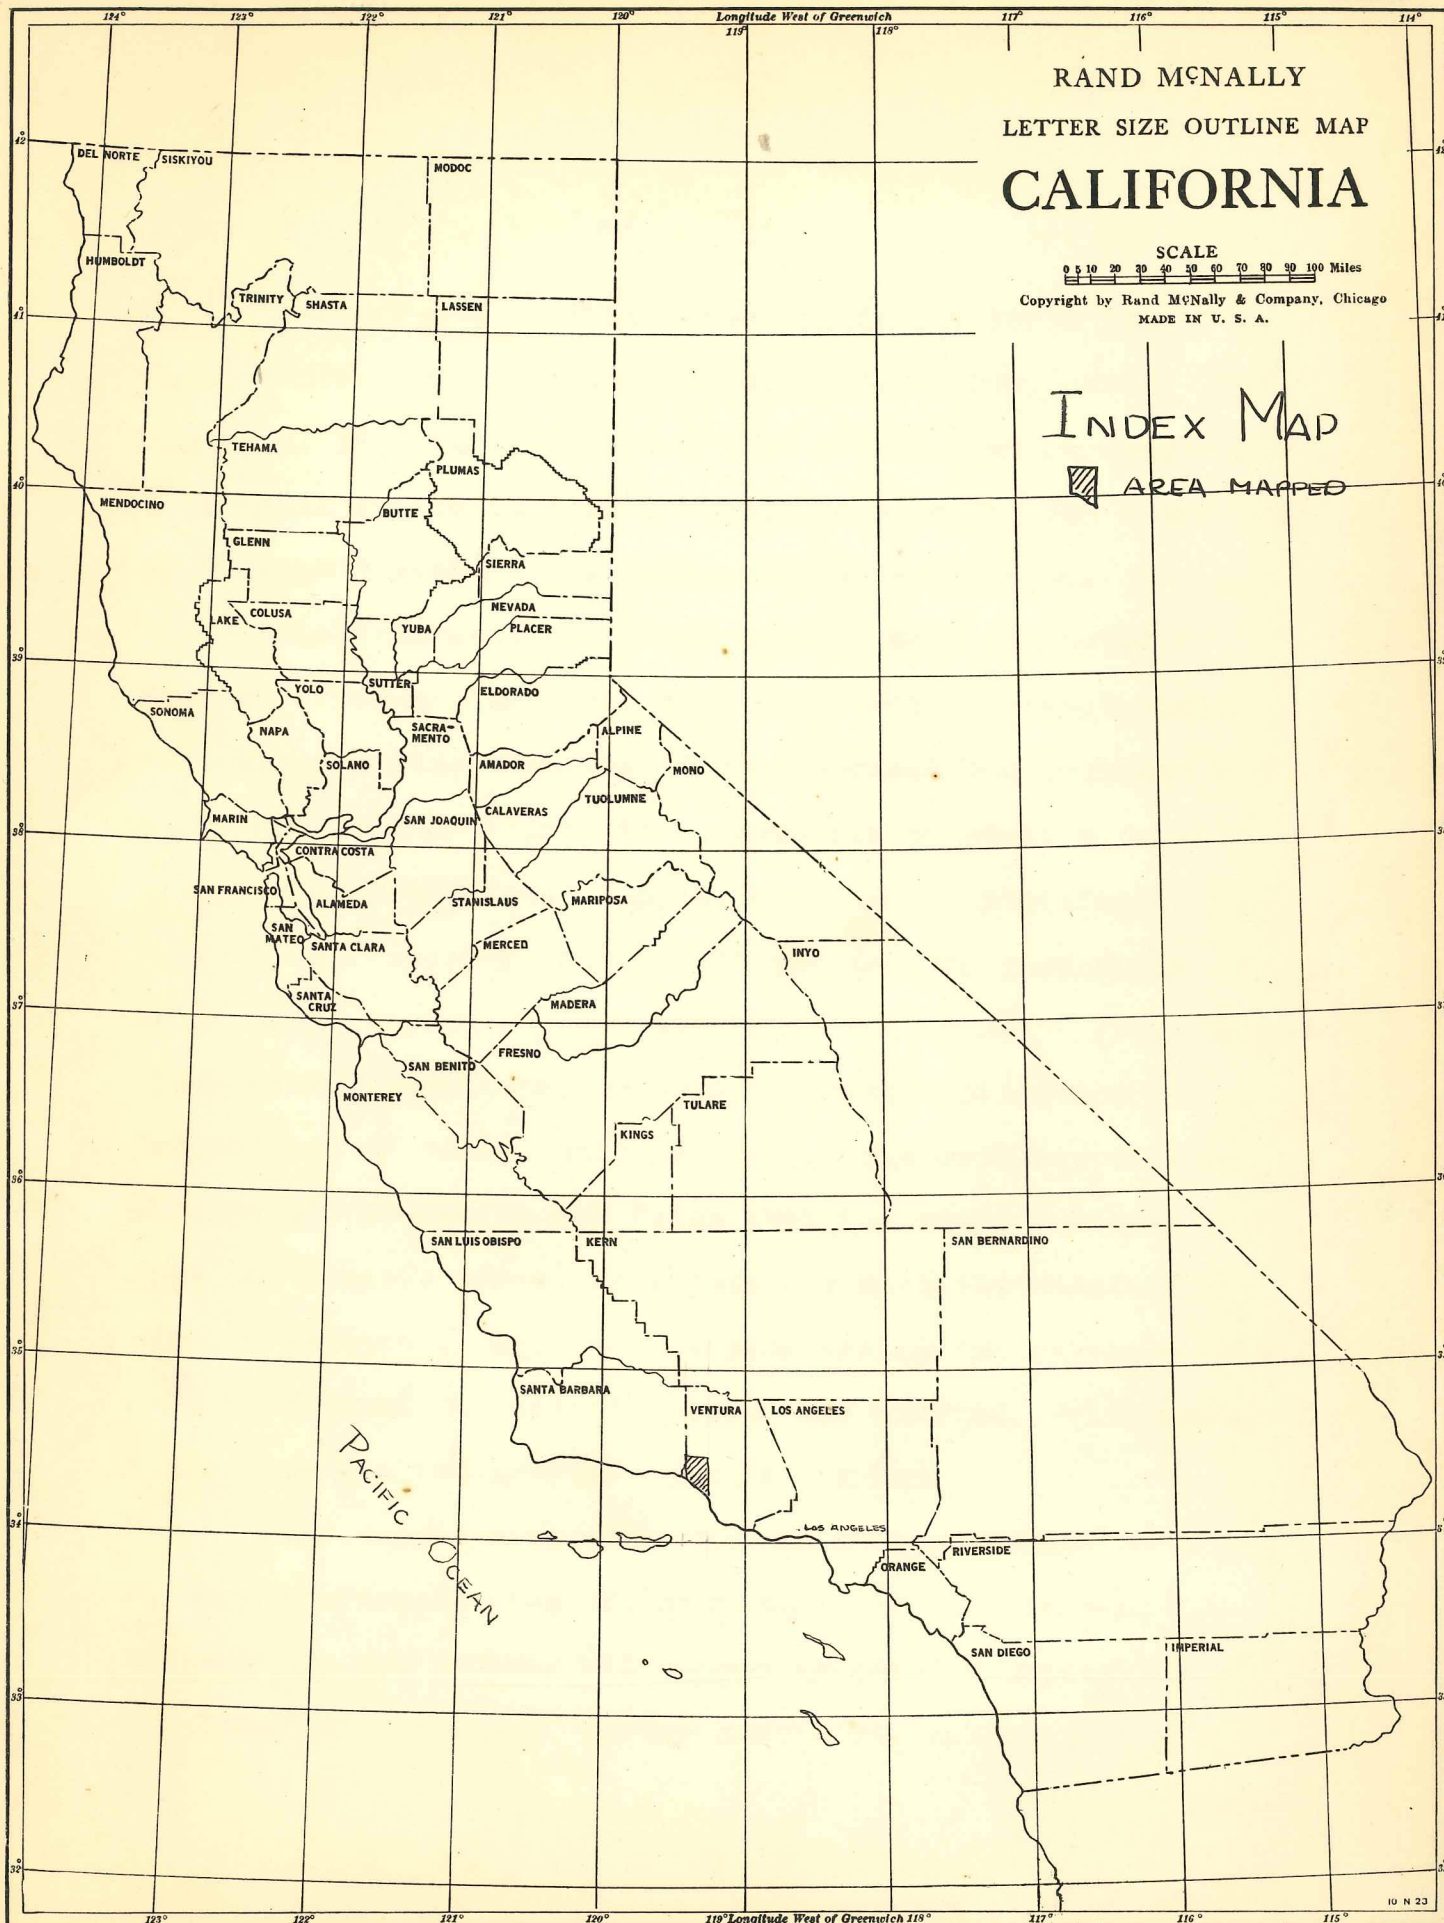 124° 123° 122° 121° 120° Longitude West of Greenwich 117° 116° 115° 114°
119° 118°
RAND McNALLY
LETTER SIZE OUTLINE MAP
CALIFORNIA
SCALE
0 5 10 20 30 40 50 60 70 80 90 100 Miles
Copyright by Rand McNally & Company, Chicago
MADE IN U. S. A.
INDEX MAP
AREA MAPPED
42°
DEL NORTE
SISKIYOU
MODOC
HUMBOLDT
TRINITY
SHASTA
LASSEN
41°
TEHAMA
PLUMAS
40°
MENDOCINO
BUTTE
GLENN
SIERRA
COLUSA
NEVADA
LAKE
YUBA
PLACER
39°
YOLO
SUTTER
ELDORADO
SONOMA
NAPA
SACRA-
MENTO
ALPINE
SOLANO
AMADOR
MONO
TUOLUMNE
MARIN
SAN JOAQUIN
CALAVERAS
38°
CONTRA COSTA
SAN FRANCISCO
ALAMEDA
STANISLAUS
MARIPOSA
SAN
MATEO
SANTA CLARA
MERCED
INYO
37°
SANTA
CRUZ
MADERA
FRESNO
SAN BENITO
MONTEREY
TULARE
KINGS
36°
SAN LUIS OBISPO
KERN
SAN BERNARDINO
35°
SANTA BARBARA
VENTURA
LOS ANGELES
PACIFIC
OCEAN
34°
LOS ANGELES
ORANGE
RIVERSIDE
SAN DIEGO
IMPERIAL
33°
32°
10 N 23
123° 122° 121° 120° 119° Longitude West of Greenwich 118° 117° 116° 115°